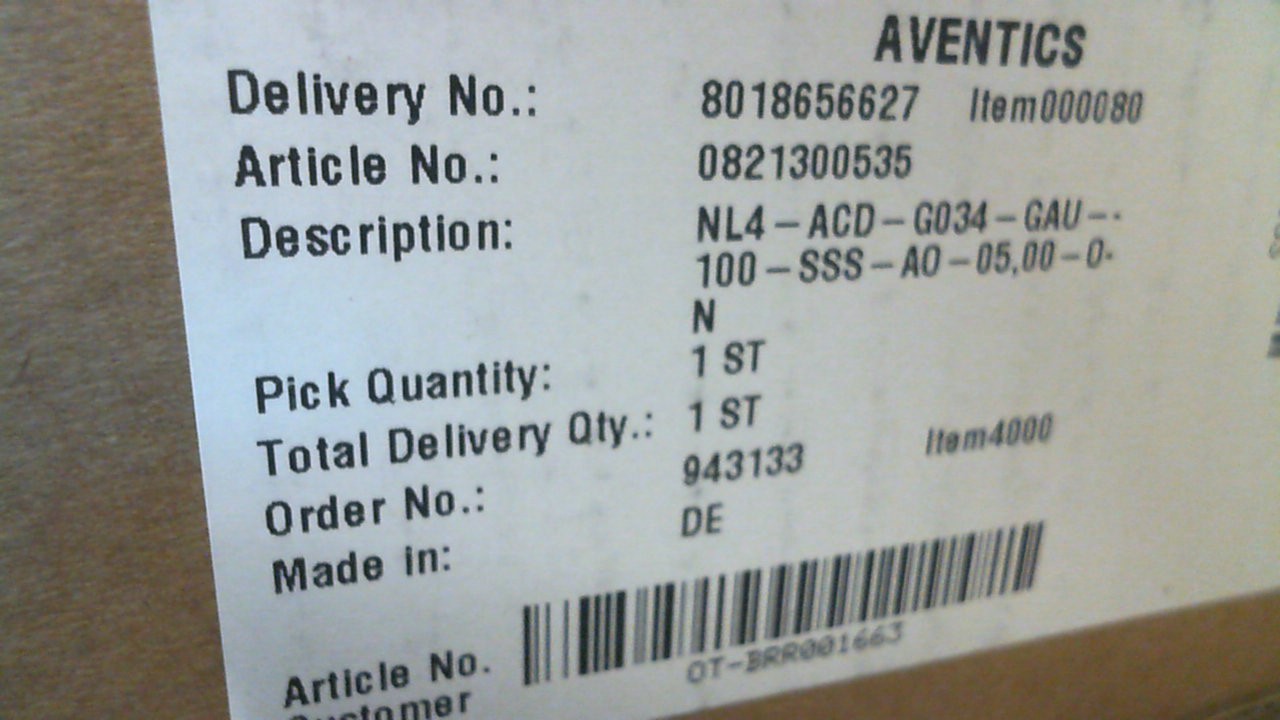 AVENTICS
Delivery No.: 8018656627 Item000080
Article No.: 0821300535
Description: NL4-ACD-G034-GAU--
100-SSS-AO-05,00-0-
N
Pick Quantity: 1 ST
Total Delivery Qty.: 1 ST
Order No.: 943133 Item4000
Made in: DE
Article No. OT-BRR001663
Customer